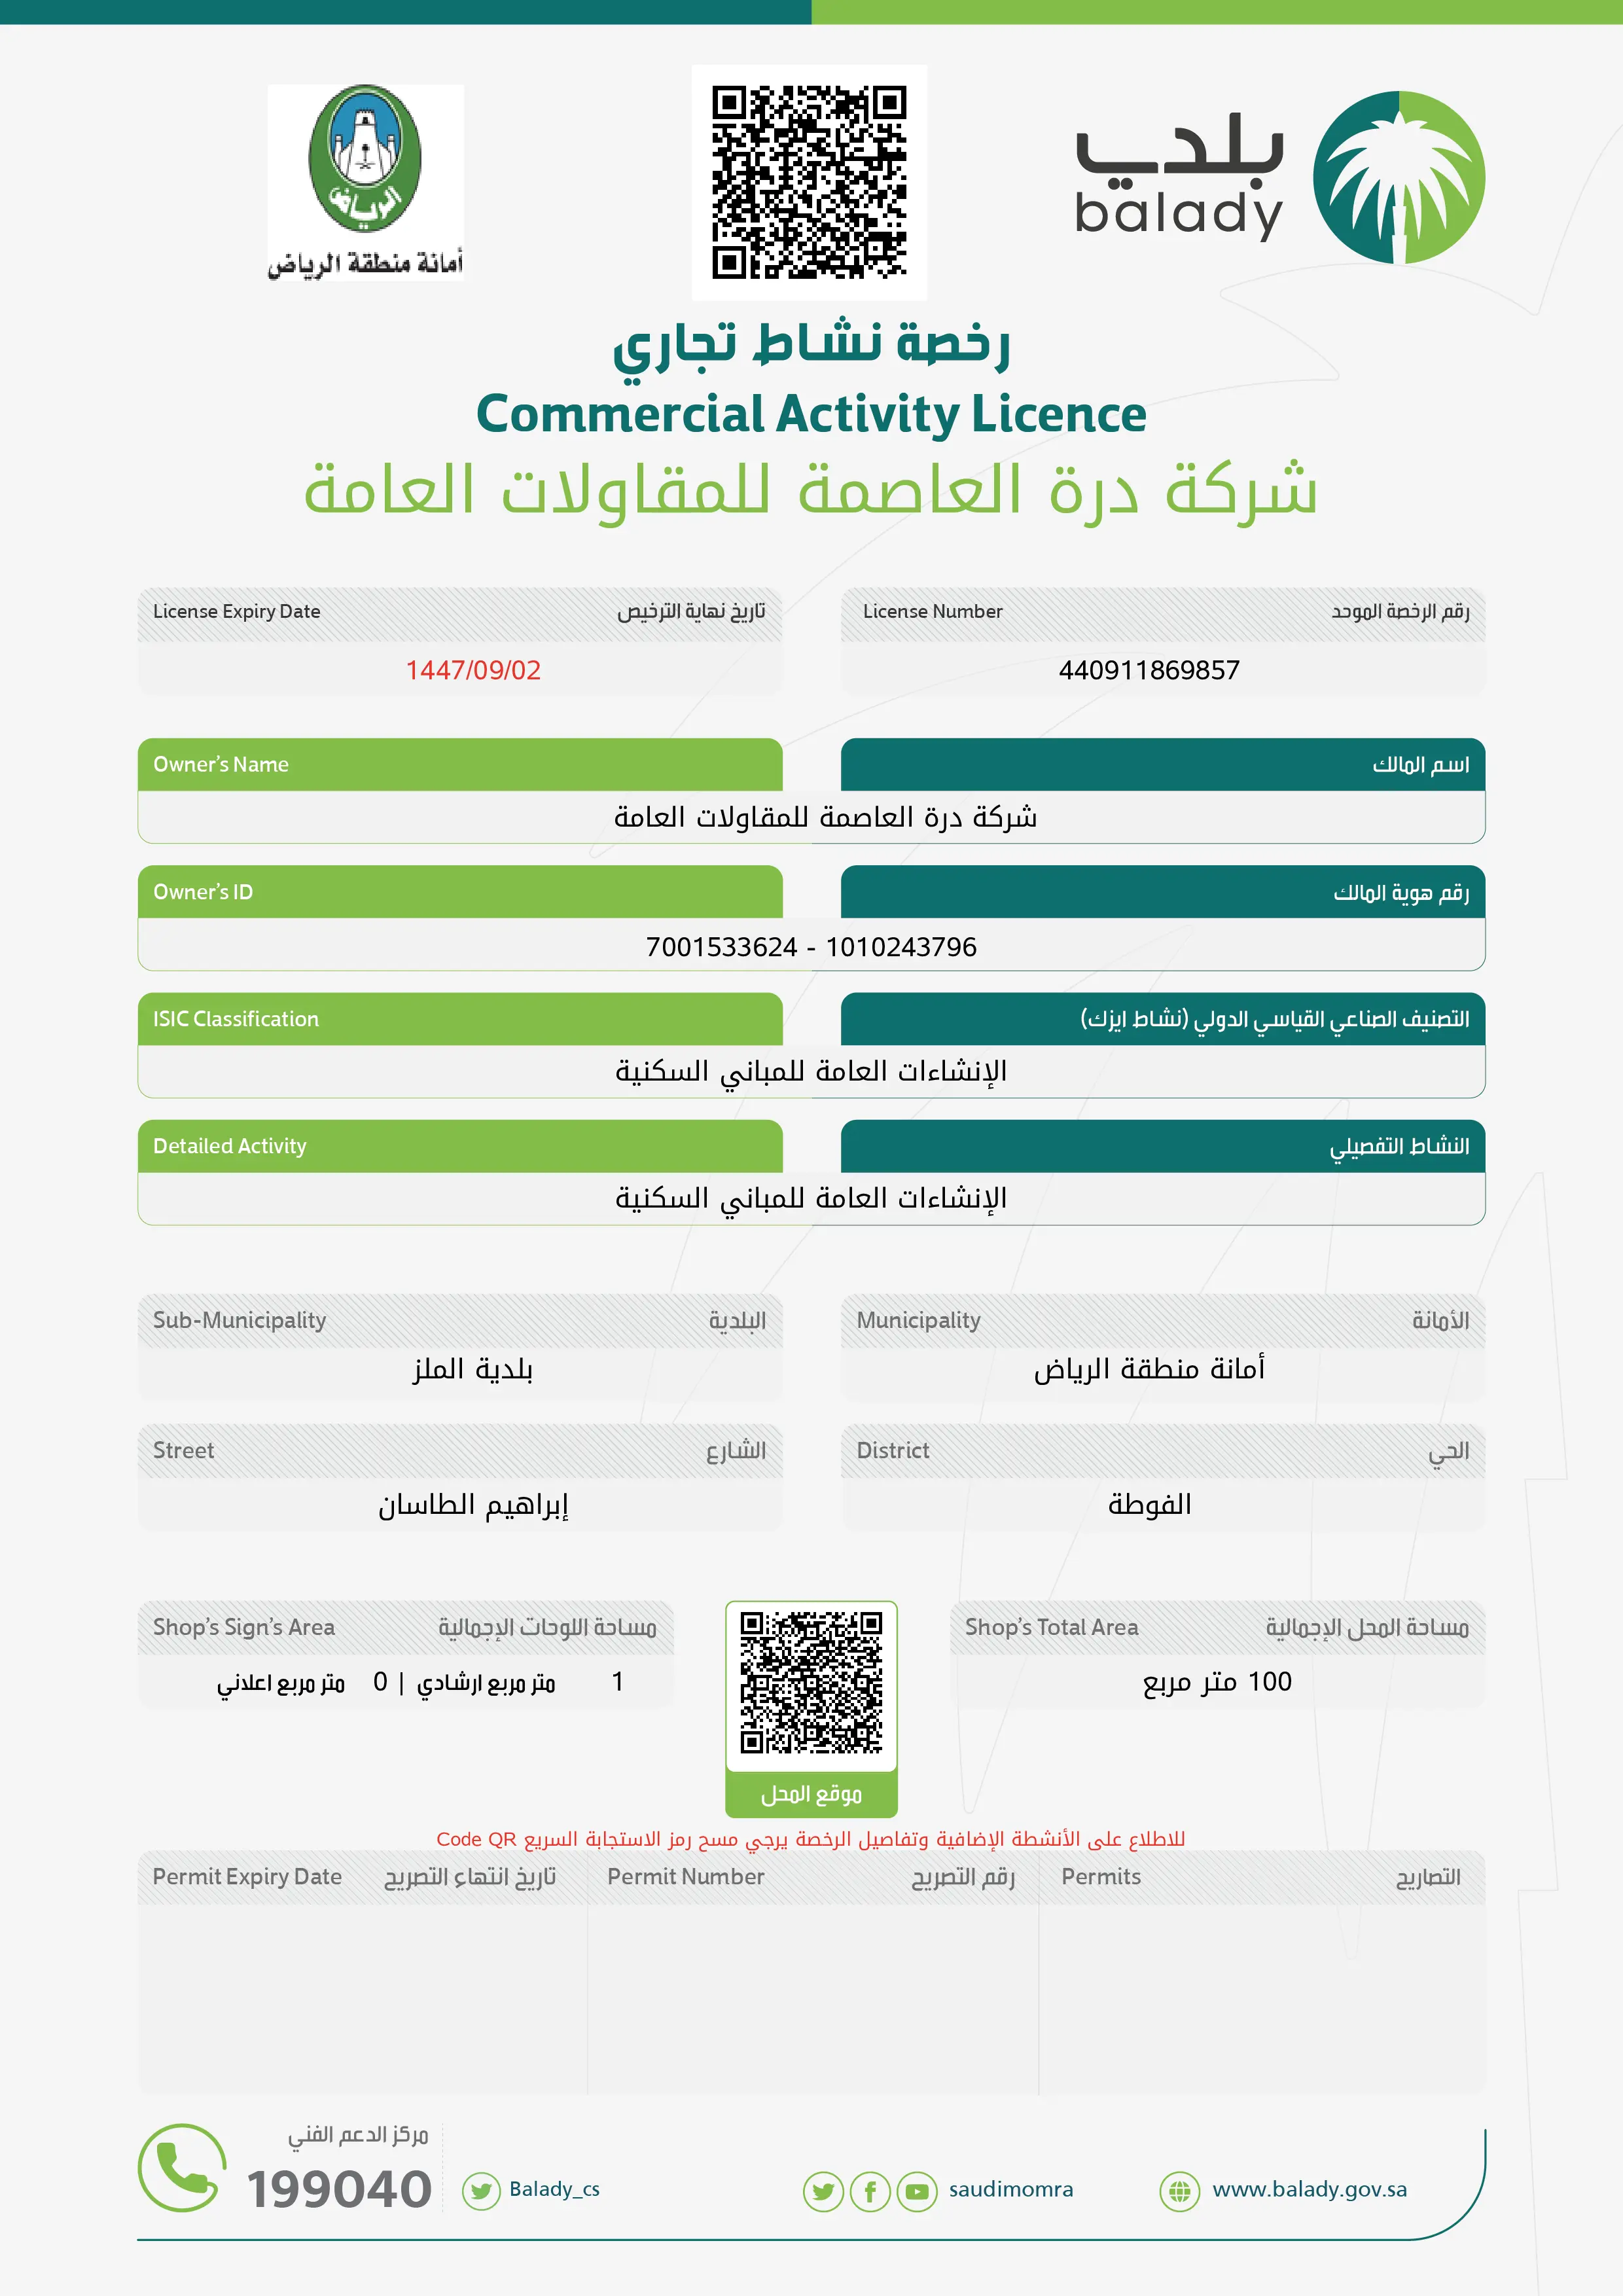 بلدي
balady
الرياض
أمانة منطقة الرياض
رخصة نشاط تجاري
Commercial Activity Licence
شركة درة العاصمة للمقاولات العامة
رقم الرخصة الموحد License Number
440911869857
تاريخ نهاية الترخيص License Expiry Date
1447/09/02
اسم المالك Owner’s Name
شركة درة العاصمة للمقاولات العامة
رقم هوية المالك Owner’s ID
7001533624 - 1010243796
التصنيف الصناعي القياسي الدولي (نشاط ايزك) ISIC Classification
الإنشاءات العامة للمباني السكنية
النشاط التفصيلي Detailed Activity
الإنشاءات العامة للمباني السكنية
الأمانة Municipality
أمانة منطقة الرياض
البلدية Sub-Municipality
بلدية الملز
الحي District
الفوطة
الشارع Street
إبراهيم الطاسان
مساحة المحل الإجمالية Shop’s Total Area
100 متر مربع
مساحة اللوحات الإجمالية Shop’s Sign’s Area
1 متر مربع ارشادي | 0 متر مربع اعلاني
موقع المحل
للاطلاع على الأنشطة الإضافية وتفاصيل الرخصة يرجي مسح رمز الاستجابة السريع Code QR
التصاريح Permits رقم التصريح Permit Number تاريخ انتهاء التصريح Permit Expiry Date
مركز الدعم الفني
199040
Balady_cs
saudimomra
www.balady.gov.sa